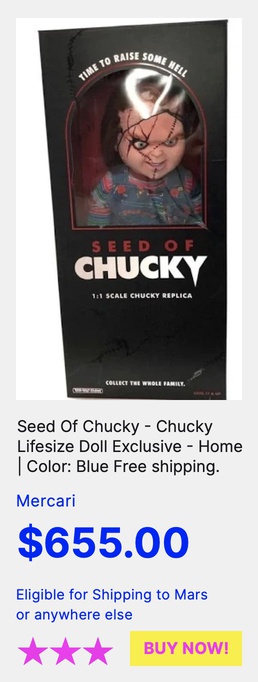 TIME TO RAISE SOME HELL
SEED OF
CHUCKY
1:1 SCALE CHUCKY REPLICA
COLLECT THE WHOLE FAMILY.
Seed Of Chucky - Chucky
Lifesize Doll Exclusive - Home
| Color: Blue Free shipping.
Mercari
$655.00
Eligible for Shipping to Mars
or anywhere else
BUY NOW!